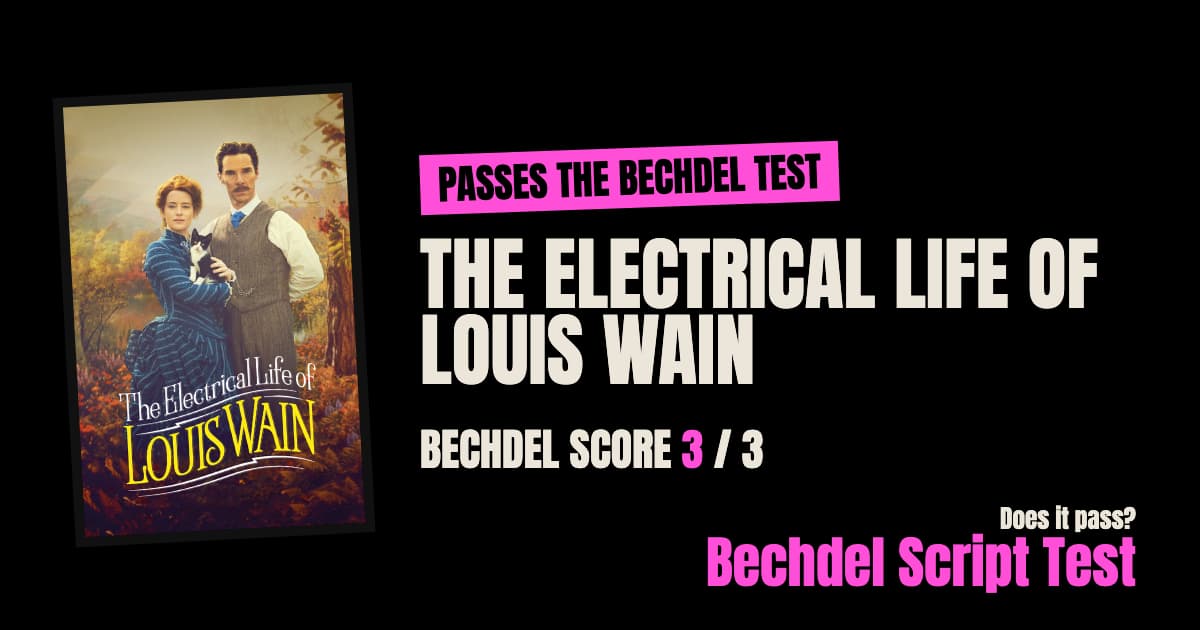 PASSES THE BECHDEL TEST
THE ELECTRICAL LIFE OF
LOUIS WAIN
BECHDEL SCORE 3 / 3
The Electrical Life of
LOUIS WAIN
Does it pass?
Bechdel Script Test